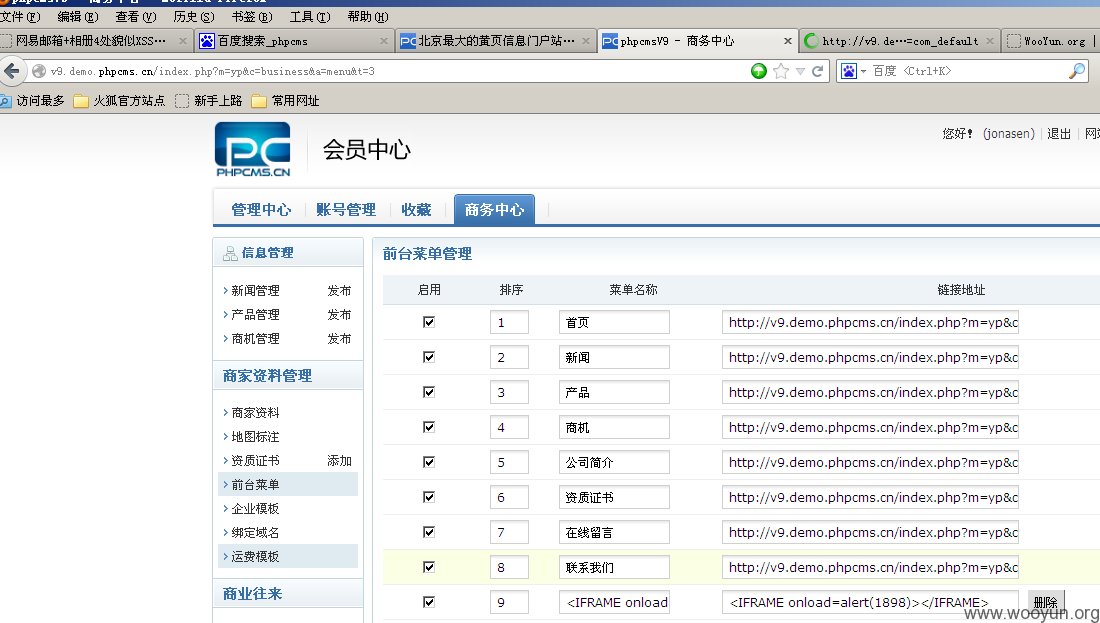 文件(F) 编辑(E) 查看(V) 历史(S) 书签(B) 工具(T) 帮助(H)
网易邮箱+相册4处貌似XSS… × 百度搜索_phpcms × 北京最大的黄页信息门户站… × phpcmsV9 - 商务中心 × http://v9.de…=com_default × WooYun.org |
v9.demo.phpcms.cn/index.php?m=yp&c=business&a=menu&t=3 百度 <Ctrl+K>
访问最多 火狐官方站点 新手上路 常用网址
PC
PHPCMS.CN
会员中心
您好! (jonasen) | 退出 | 网站
管理中心 账号管理 收藏 商务中心
信息管理
新闻管理 发布
产品管理 发布
商机管理 发布
商家资料管理
商家资料
地图标注
资质证书 添加
前台菜单
企业模板
绑定域名
运费模板
商业往来
前台菜单管理
启用 排序 菜单名称 链接地址
1 首页 http://v9.demo.phpcms.cn/index.php?m=yp&c
2 新闻 http://v9.demo.phpcms.cn/index.php?m=yp&c
3 产品 http://v9.demo.phpcms.cn/index.php?m=yp&c
4 商机 http://v9.demo.phpcms.cn/index.php?m=yp&c
5 公司简介 http://v9.demo.phpcms.cn/index.php?m=yp&c
6 资质证书 http://v9.demo.phpcms.cn/index.php?m=yp&c
7 在线留言 http://v9.demo.phpcms.cn/index.php?m=yp&c
8 联系我们 http://v9.demo.phpcms.cn/index.php?m=yp&c
9 <IFRAME onload <IFRAME onload=alert(1898)></IFRAME> 删除
www.wooyun.org